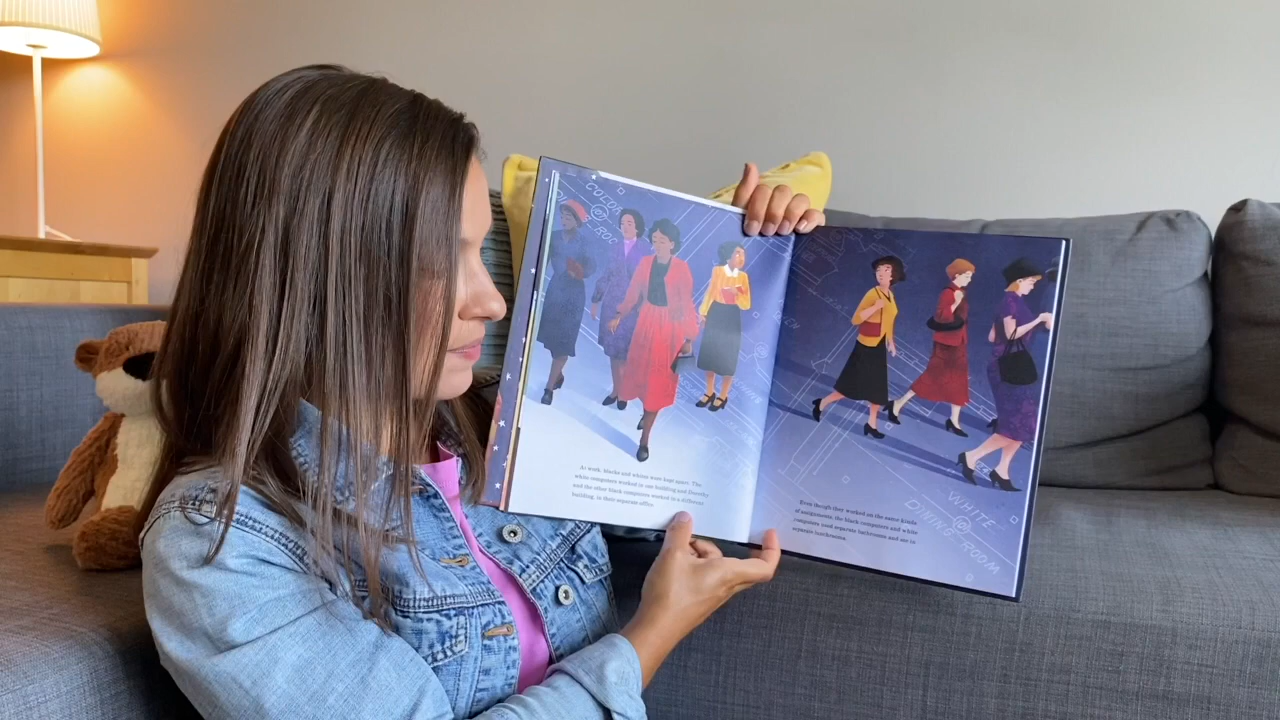 COLOR
At work, blacks and whites were kept apart. The
white computers worked in one building and Dorothy
and the other black computers worked in a different
building, in their separate office.
Even though they worked on the same kinds
of assignments, the black computers and white
computers used separate bathrooms and ate in
separate lunchrooms.
WHITE
DINING ROOM